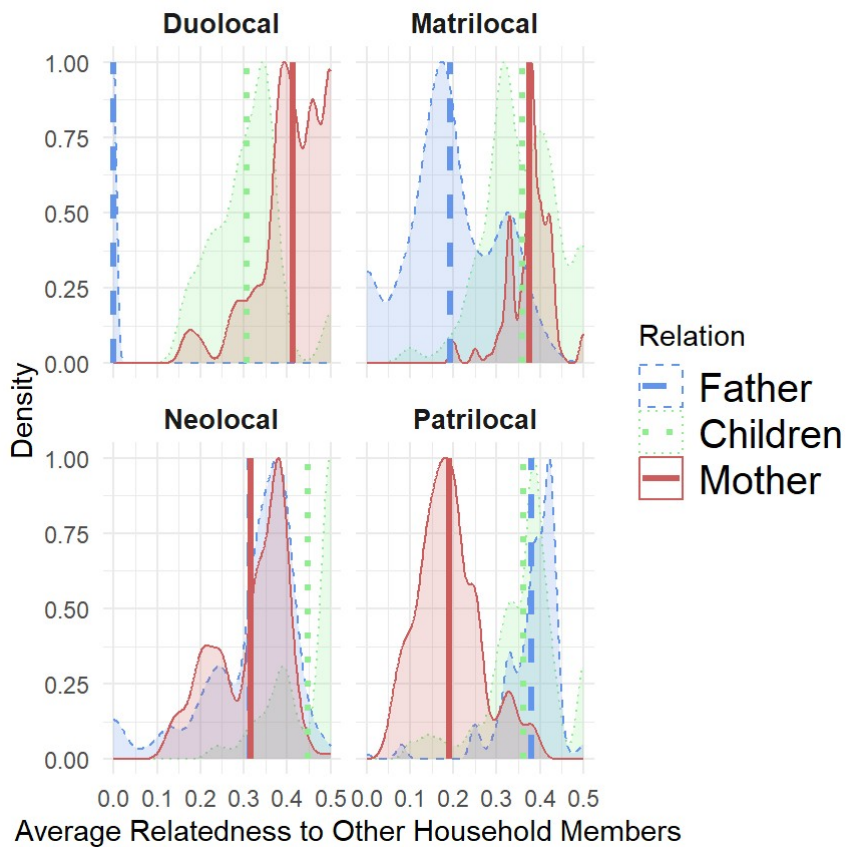 Duolocal Matrilocal
1.00 0.75 0.50 0.25 0.00
Neolocal Patrilocal
1.00 0.75 0.50 0.25 0.00
0.0 0.1 0.2 0.3 0.4 0.5 0.0 0.1 0.2 0.3 0.4 0.5
Density
Average Relatedness to Other Household Members
Relation
Father
Children
Mother